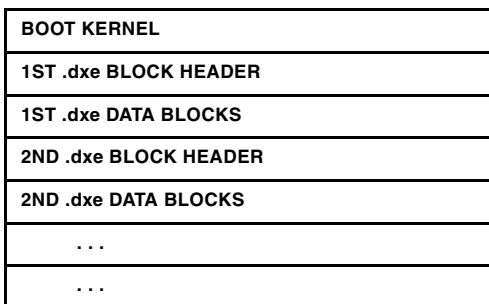 BOOT KERNEL
1ST .dxe BLOCK HEADER
1ST .dxe DATA BLOCKS
2ND .dxe BLOCK HEADER
2ND .dxe DATA BLOCKS
. . .
. . .